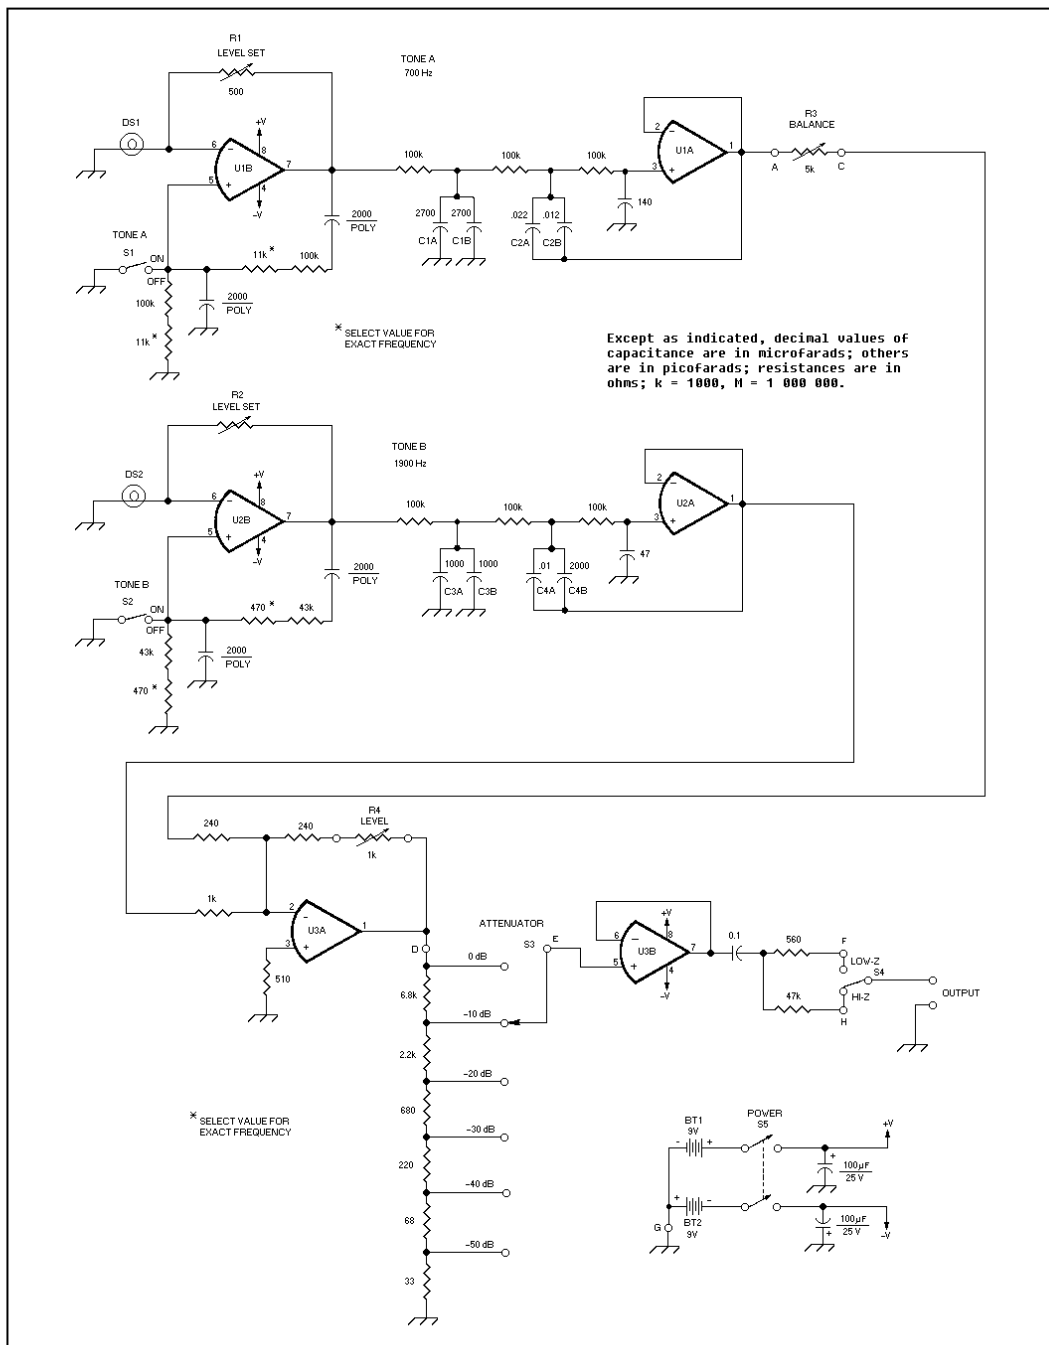 R1
LEVEL SET
500
TONE A
700 Hz
DS1
+V
6
−
8
U1B
7
5
+
4
−V
100k
100k
100k
2
−
U1A
1
3
+
R3
BALANCE
A
5k
C
2000
POLY
2700
2700
C1A
C1B
.022
.012
C2A
C2B
140
TONE A
S1
ON
OFF
11k *
100k
100k
11k *
2000
POLY
* SELECT VALUE FOR
EXACT FREQUENCY
Except as indicated, decimal values of
capacitance are in microfarads; others
are in picofarads; resistances are in
ohms; k = 1000, M = 1 000 000.
R2
LEVEL SET
TONE B
1900 Hz
DS2
+V
6
−
8
U2B
7
5
+
4
−V
100k
100k
100k
2
−
U2A
1
3
+
2000
POLY
1000
1000
C3A
C3B
.01
2000
C4A
C4B
47
TONE B
S2
ON
OFF
470 *
43k
43k
470 *
2000
POLY
240
240
R4
LEVEL
1k
1k
2
−
U3A
1
3
+
510
D
ATTENUATOR
S3
E
0 dB
6.8k
−10 dB
2.2k
−20 dB
680
−30 dB
220
−40 dB
68
−50 dB
33
+V
6
−
8
U3B
7
5
+
4
−V
0.1
560
F
LOW-Z
S4
HI-Z
47k
H
OUTPUT
* SELECT VALUE FOR
EXACT FREQUENCY
BT1
9V
-
+
POWER
S5
+V
+
100µF
25 V
+
-
BT2
9V
G
100µF
25 V
+
−V